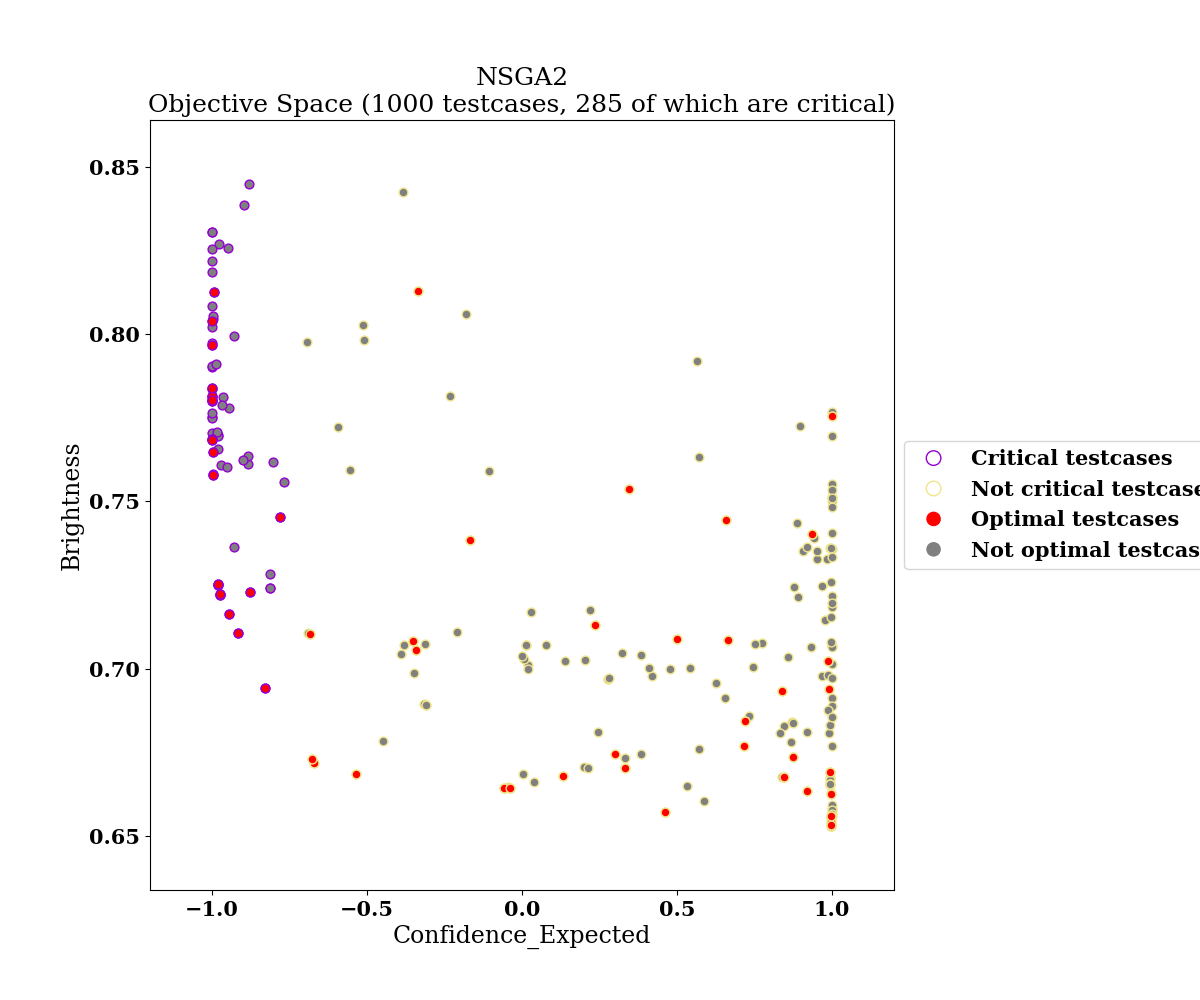 NSGA2
Objective Space (1000 testcases, 285 of which are critical)
0.85
0.80
0.75
0.70
0.65
Brightness
−1.0 −0.5 0.0 0.5 1.0
Confidence_Expected
Critical testcases
Not critical testcase
Optimal testcases
Not optimal testcas